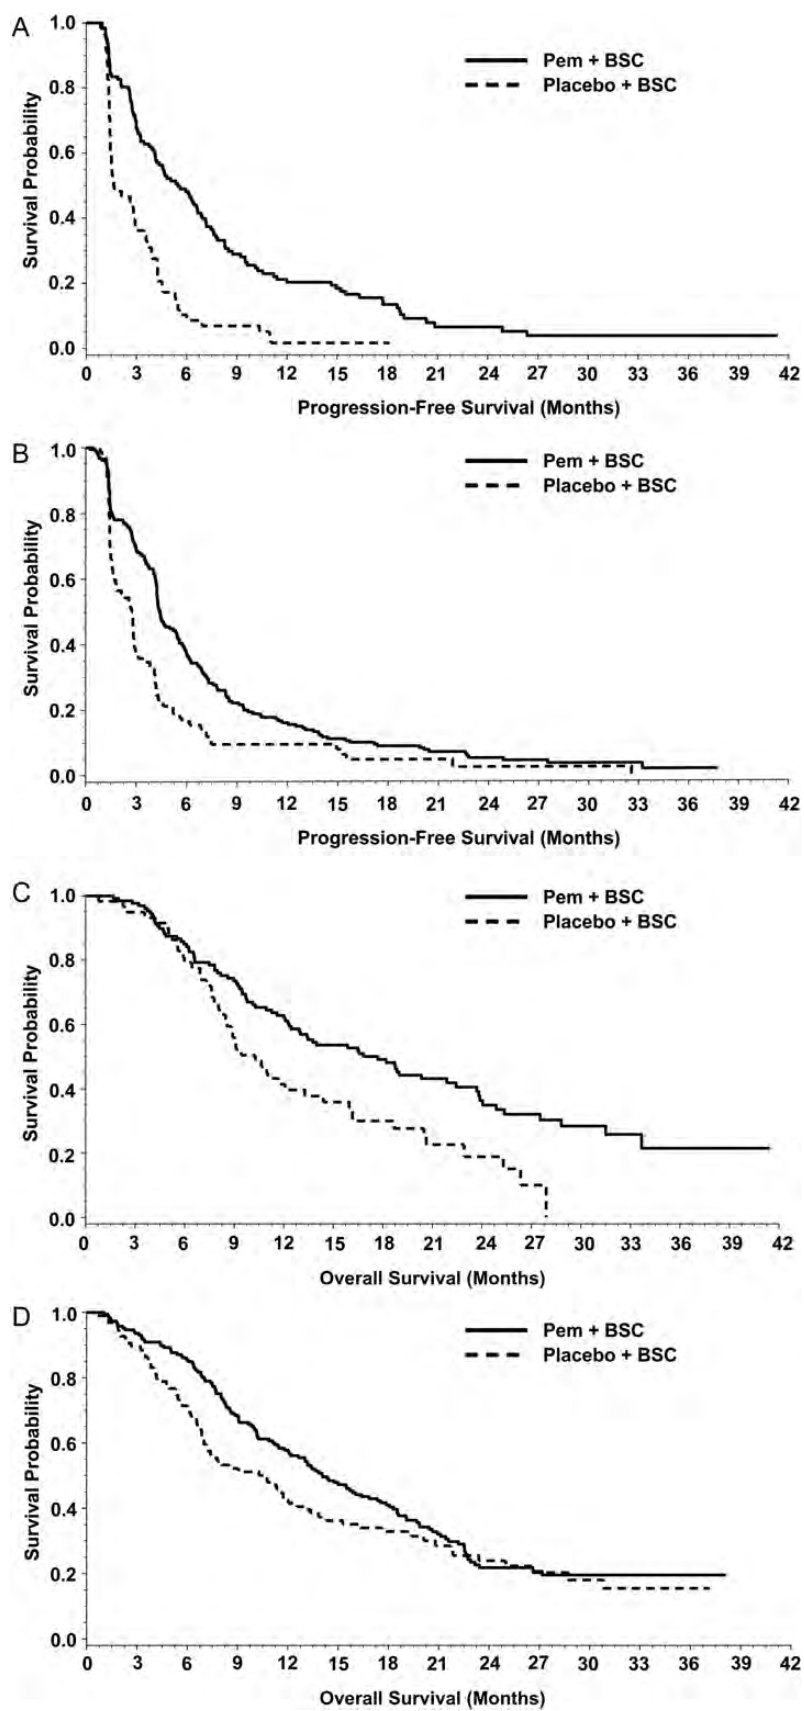 A
1.0
0.8
0.6
0.4
0.2
0.0
Survival Probability
Pem + BSC
Placebo + BSC
0 3 6 9 12 15 18 21 24 27 30 33 36 39 42
Progression-Free Survival (Months)
B
1.0
0.8
0.6
0.4
0.2
0.0
Survival Probability
Pem + BSC
Placebo + BSC
0 3 6 9 12 15 18 21 24 27 30 33 36 39 42
Progression-Free Survival (Months)
C
1.0
0.8
0.6
0.4
0.2
0.0
Survival Probability
Pem + BSC
Placebo + BSC
0 3 6 9 12 15 18 21 24 27 30 33 36 39 42
Overall Survival (Months)
D
1.0
0.8
0.6
0.4
0.2
0.0
Survival Probability
Pem + BSC
Placebo + BSC
0 3 6 9 12 15 18 21 24 27 30 33 36 39 42
Overall Survival (Months)